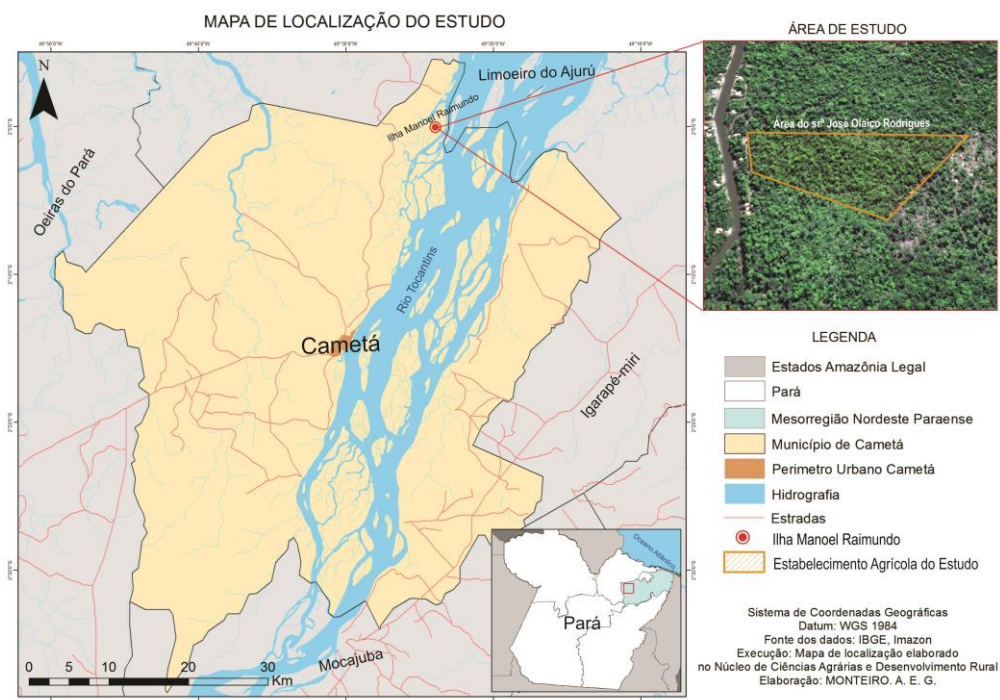 MAPA DE LOCALIZAÇÃO DO ESTUDO
N
Limoeiro do Ajurú
Ilha Manoel Raimundo
Oeiras do Pará
Rio Tocantins
Cametá
Igarapé-miri
Mocajuba
0 5 10 20 30
Km
Oceano Atlântico
Pará
ÁREA DE ESTUDO
Área do srº José Olaico Rodrigues
LEGENDA
Estados Amazônia Legal
Pará
Mesorregião Nordeste Paraense
Município de Cametá
Perimetro Urbano Cametá
Hidrografia
Estradas
Ilha Manoel Raimundo
Estabelecimento Agrícola do Estudo
Sistema de Coordenadas Geográficas
Datum: WGS 1984
Fonte dos dados: IBGE, Imazon
Execução: Mapa de localização elaborado
no Núcleo de Ciências Agrárias e Desenvolvimento Rural
Elaboração: MONTEIRO. A. E. G.